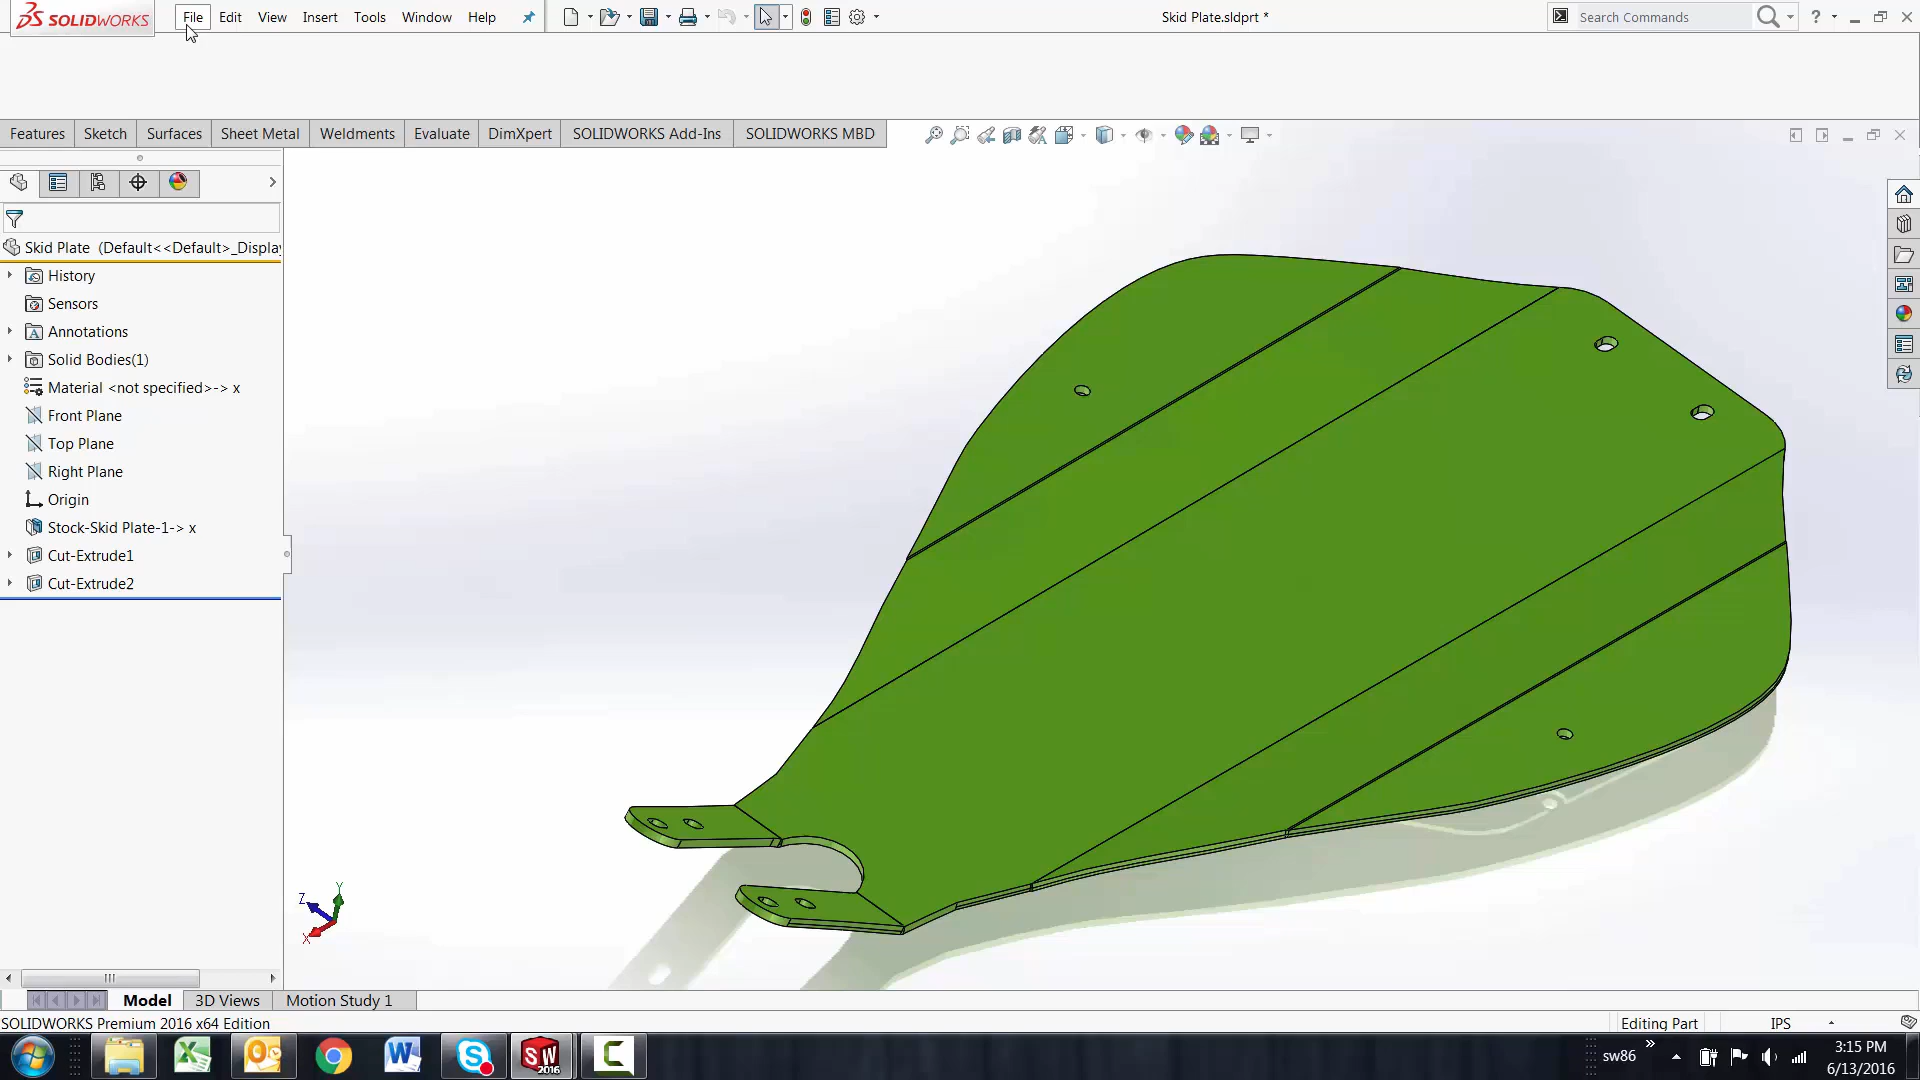 SOLIDWORKS File Edit View Insert Tools Window Help Skid Plate.sldprt * Search Commands ?
Features Sketch Surfaces Sheet Metal Weldments Evaluate DimXpert SOLIDWORKS Add-Ins SOLIDWORKS MBD
Skid Plate (Default<<Default>_Displa
History
Sensors
A Annotations
Solid Bodies(1)
Material <not specified>-> x
Front Plane
Top Plane
Right Plane
Origin
Stock-Skid Plate-1-> x
Cut-Extrude1
Cut-Extrude2
Y
Z
X
Model 3D Views Motion Study 1
SOLIDWORKS Premium 2016 x64 Edition Editing Part IPS
SW 2016 sw86 » 3:15 PM
6/13/2016